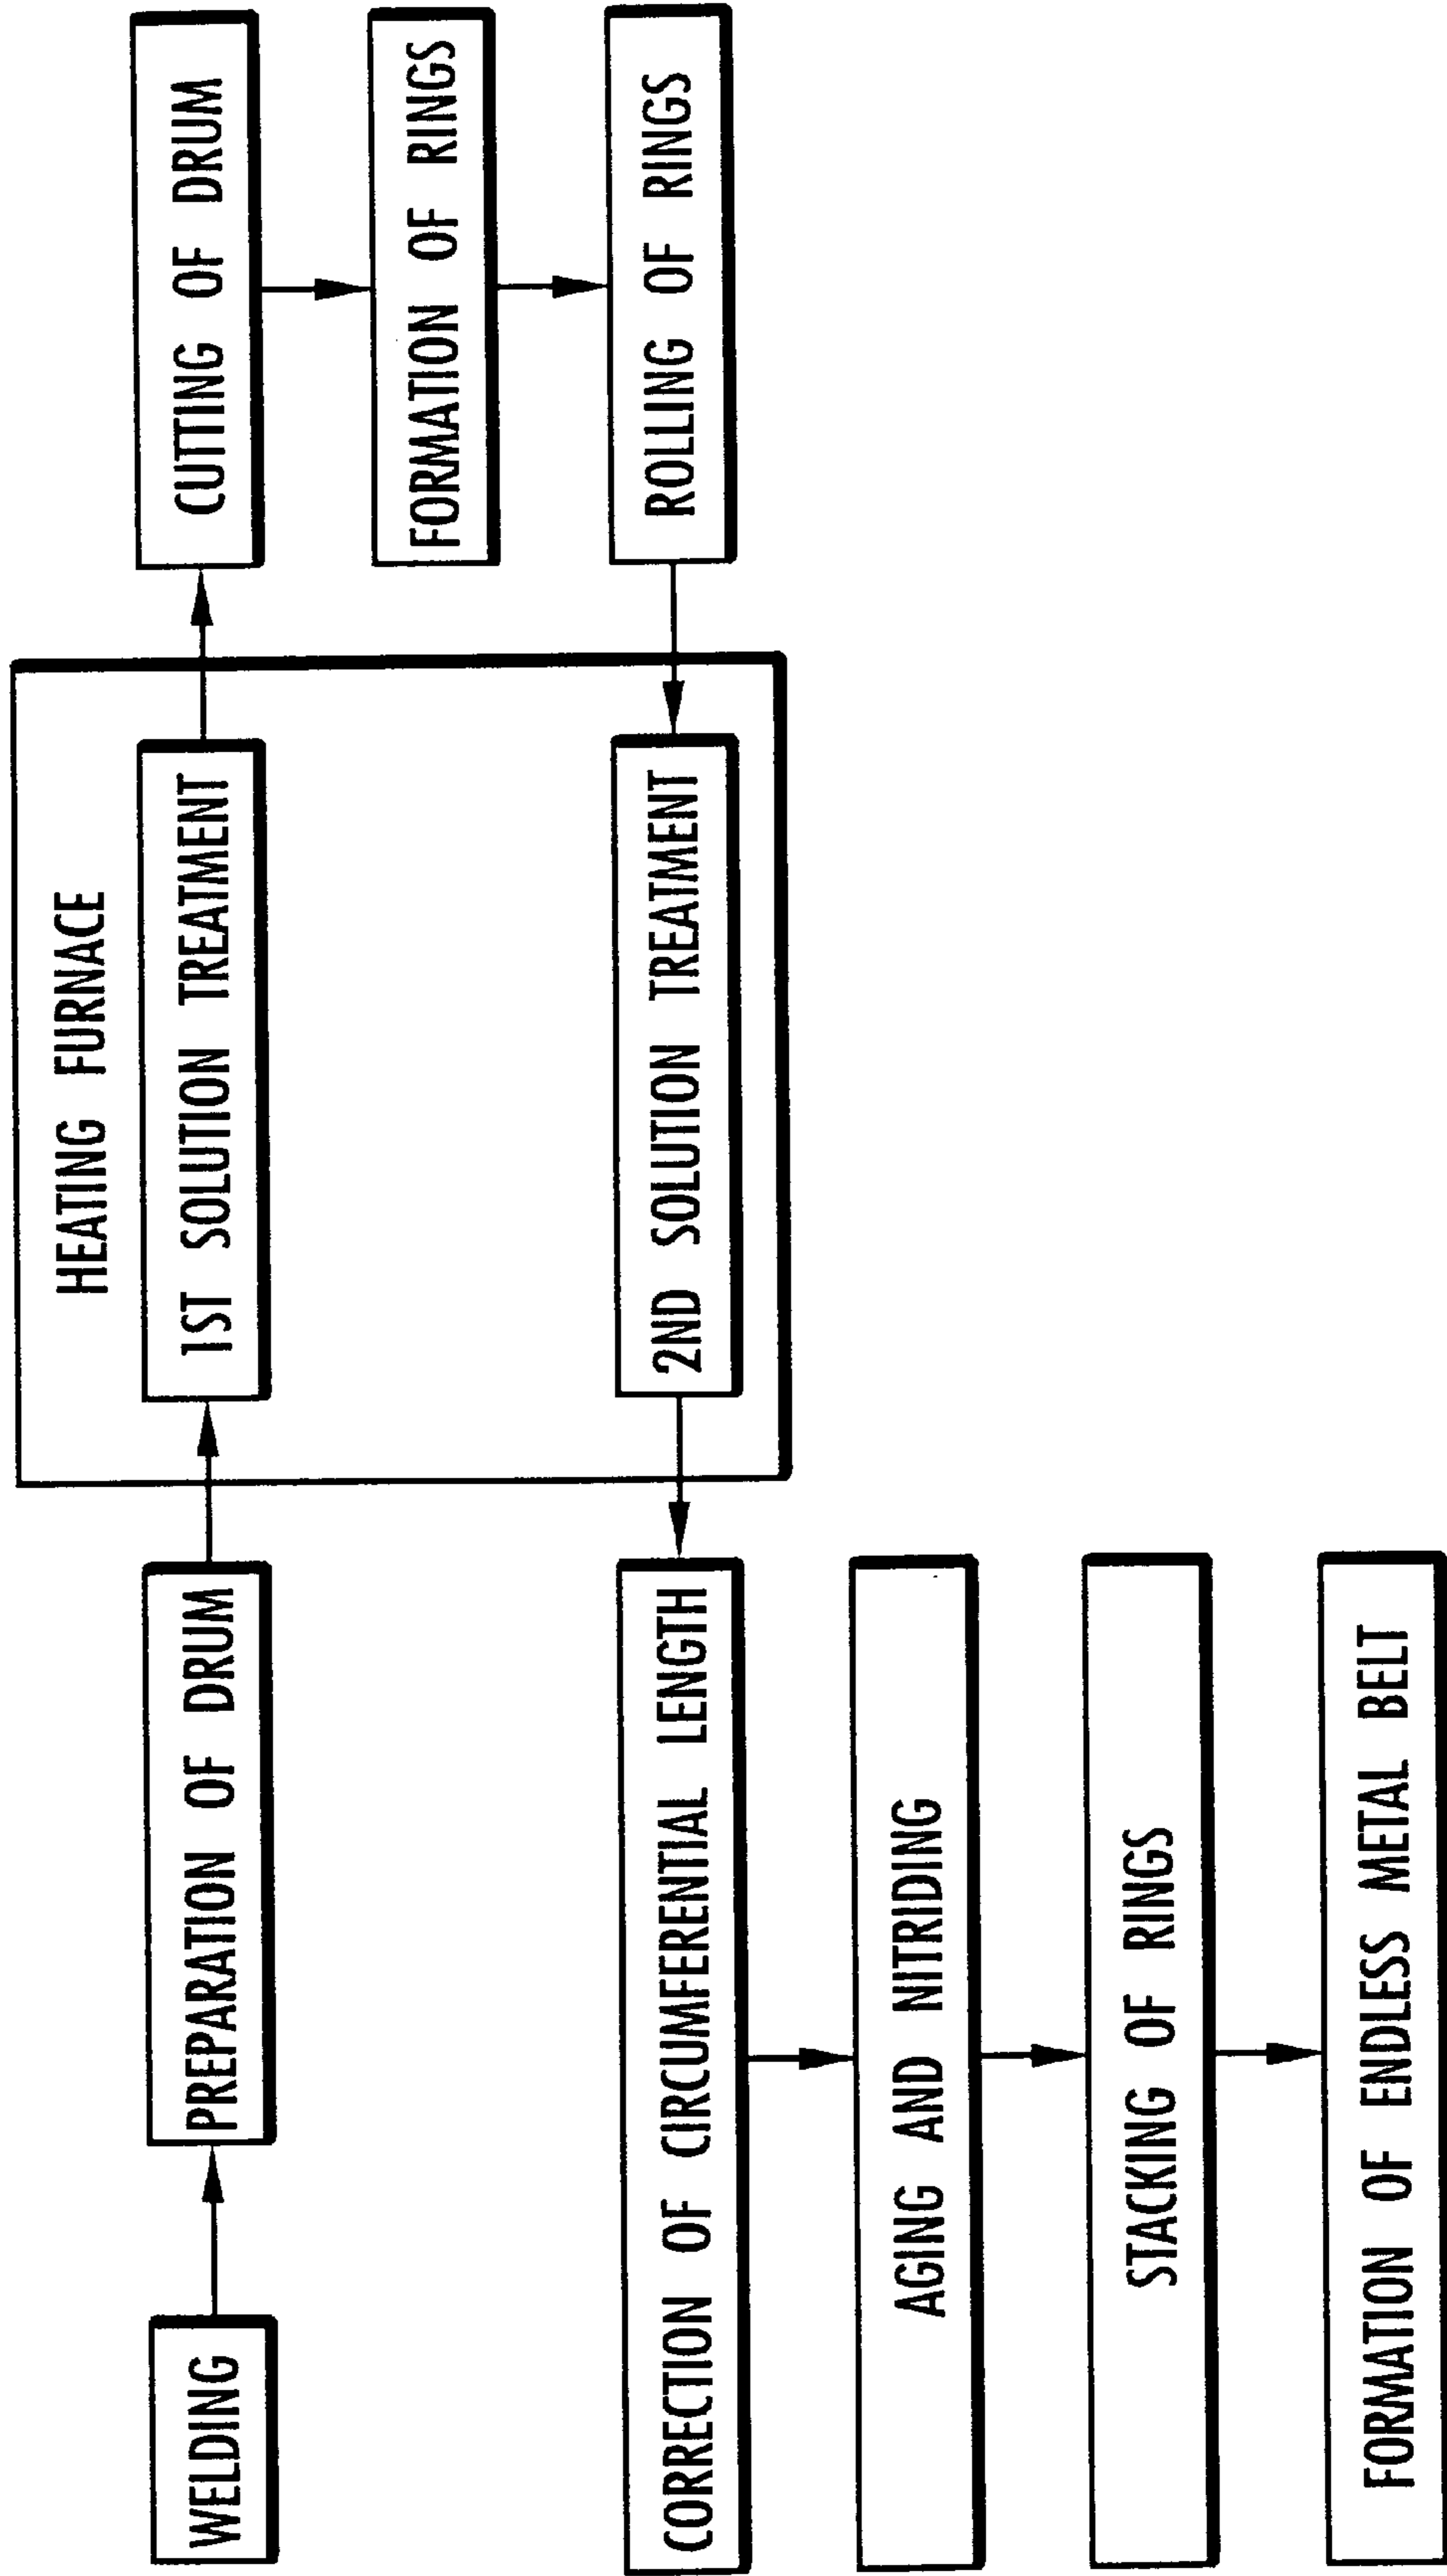 WELDING
PREPARATION OF DRUM
HEATING FURNACE
1ST SOLUTION TREATMENT
CUTTING OF DRUM
FORMATION OF RINGS
ROLLING OF RINGS
2ND SOLUTION TREATMENT
CORRECTION OF CIRCUMFERENTIAL LENGTH
AGING AND NITRIDING
STACKING OF RINGS
FORMATION OF ENDLESS METAL BELT